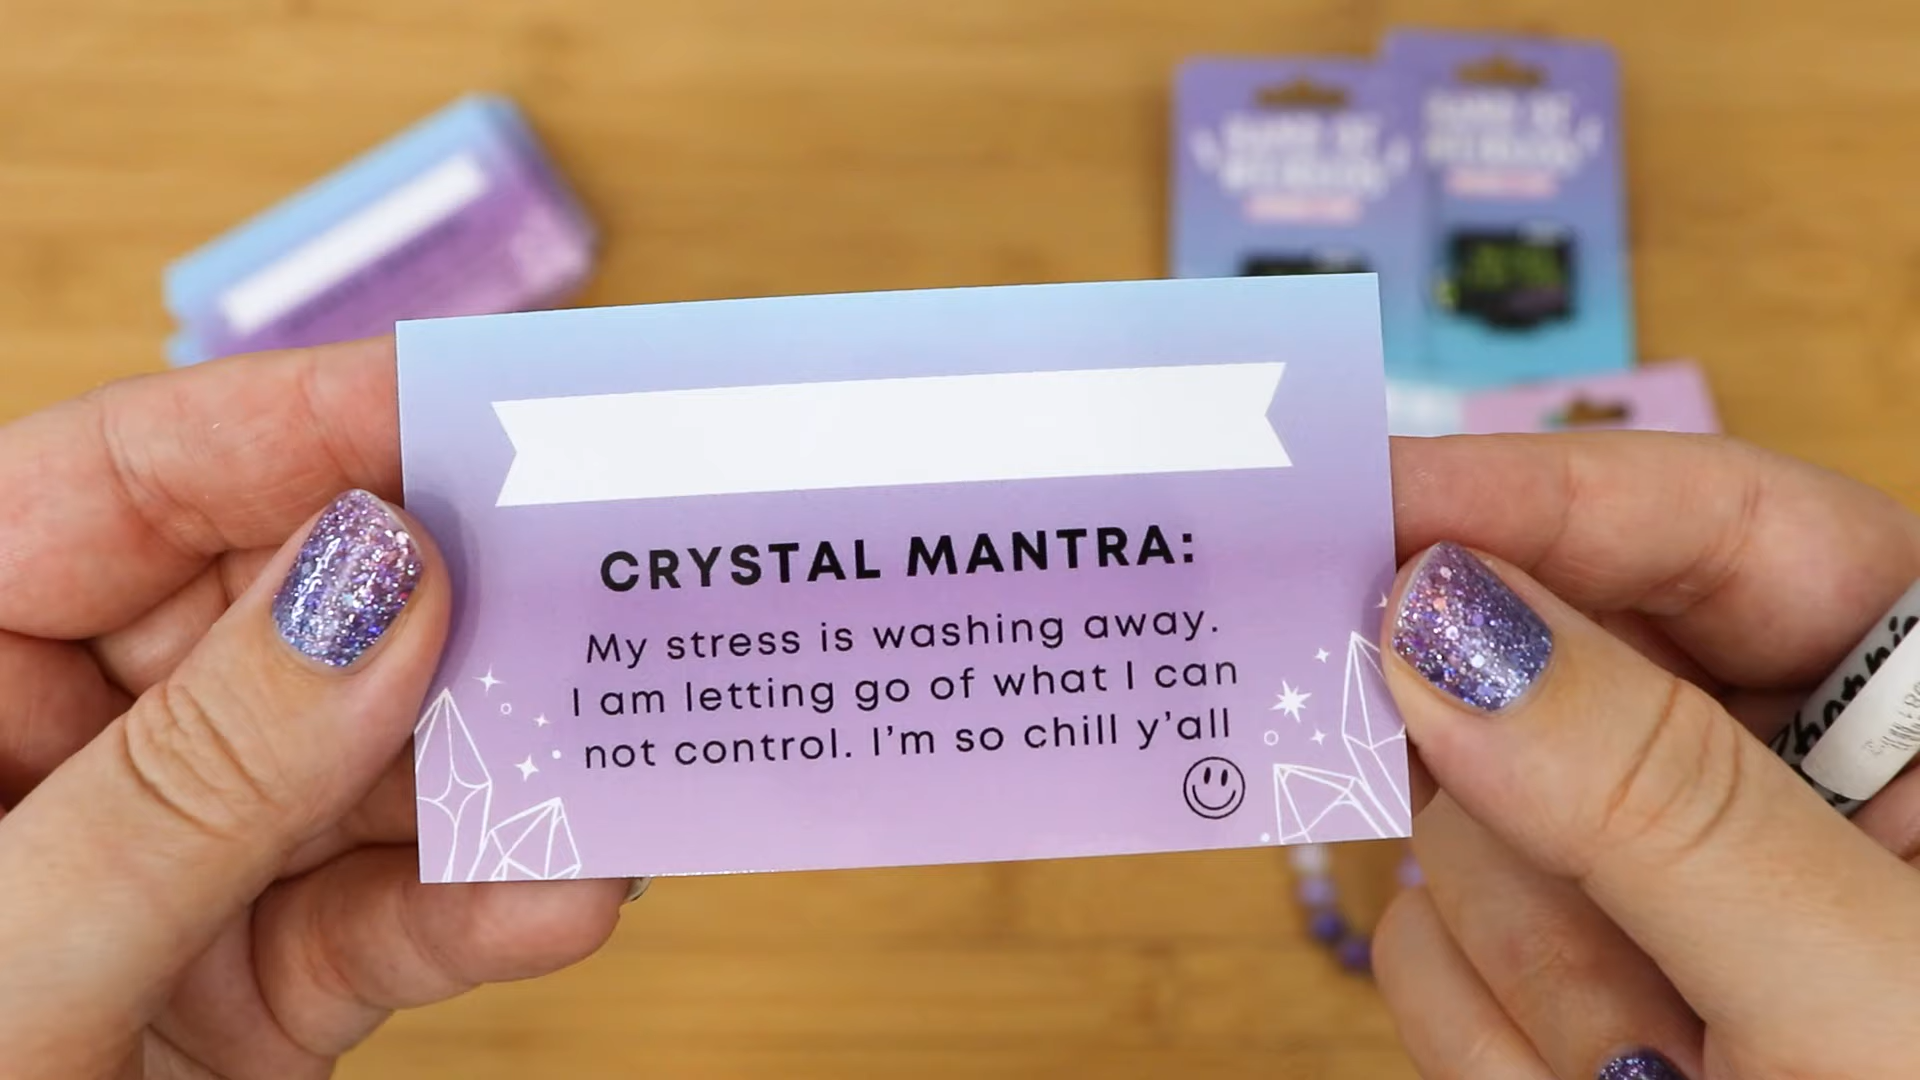 CRYSTAL MANTRA:
My stress is washing away.
I am letting go of what I can
not control. I'm so chill y'all